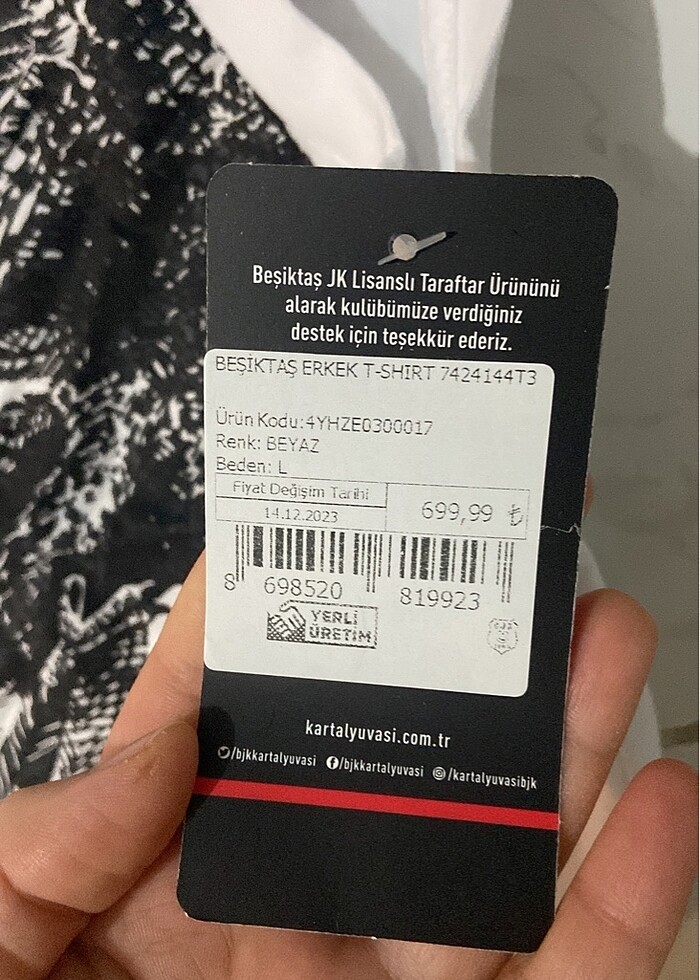 Beşiktaş JK Lisanslı Taraftar Ürününü
alarak kulübümüze verdiğiniz
destek için teşekkür ederiz.
BEŞİKTAŞ ERKEK T-SHIRT 7424144T3
Ürün Kodu:4YHZE0300017
Renk: BEYAZ
Beden: L
Fiyat Değişim Tarihi
14.12.2023
699,99 ₺
8 698520 819923
YERLİ
ÜRETİM
kartalyuvasi.com.tr
/bjkkartalyuvasi /bjkkartalyuvasi /kartalyuvasibjk